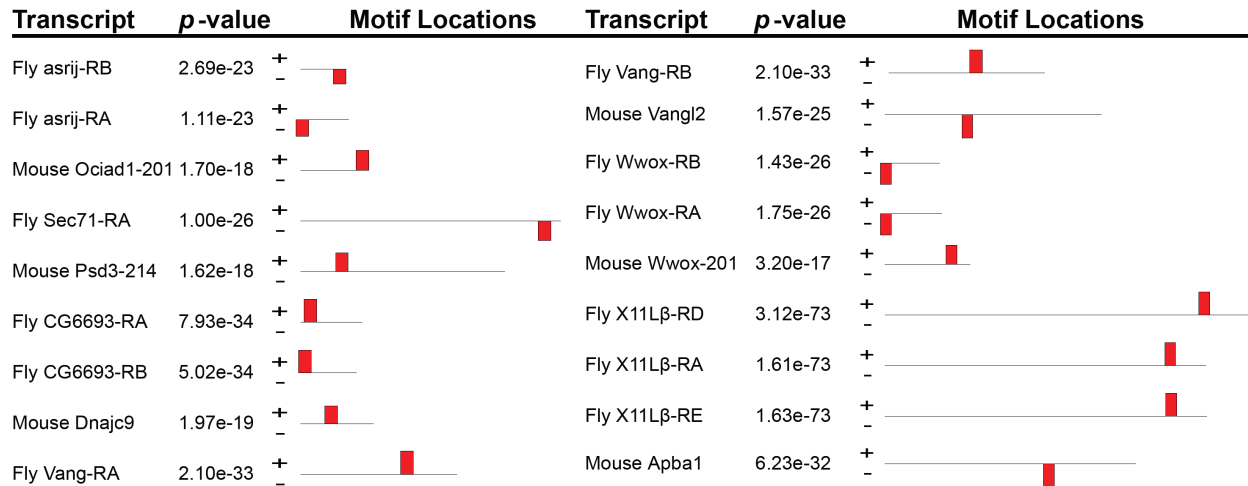 Transcript p-value Motif Locations
Fly asrij-RB 2.69e-23 + -
Fly asrij-RA 1.11e-23 + -
Mouse Ociad1-201 1.70e-18 + -
Fly Sec71-RA 1.00e-26 + -
Mouse Psd3-214 1.62e-18 + -
Fly CG6693-RA 7.93e-34 + -
Fly CG6693-RB 5.02e-34 + -
Mouse Dnajc9 1.97e-19 + -
Fly Vang-RA 2.10e-33 + -
Transcript p-value Motif Locations
Fly Vang-RB 2.10e-33 + -
Mouse Vangl2 1.57e-25 + -
Fly Wwox-RB 1.43e-26 + -
Fly Wwox-RA 1.75e-26 + -
Mouse Wwox-201 3.20e-17 + -
Fly X11Lβ-RD 3.12e-73 + -
Fly X11Lβ-RA 1.61e-73 + -
Fly X11Lβ-RE 1.63e-73 + -
Mouse Apba1 6.23e-32 + -